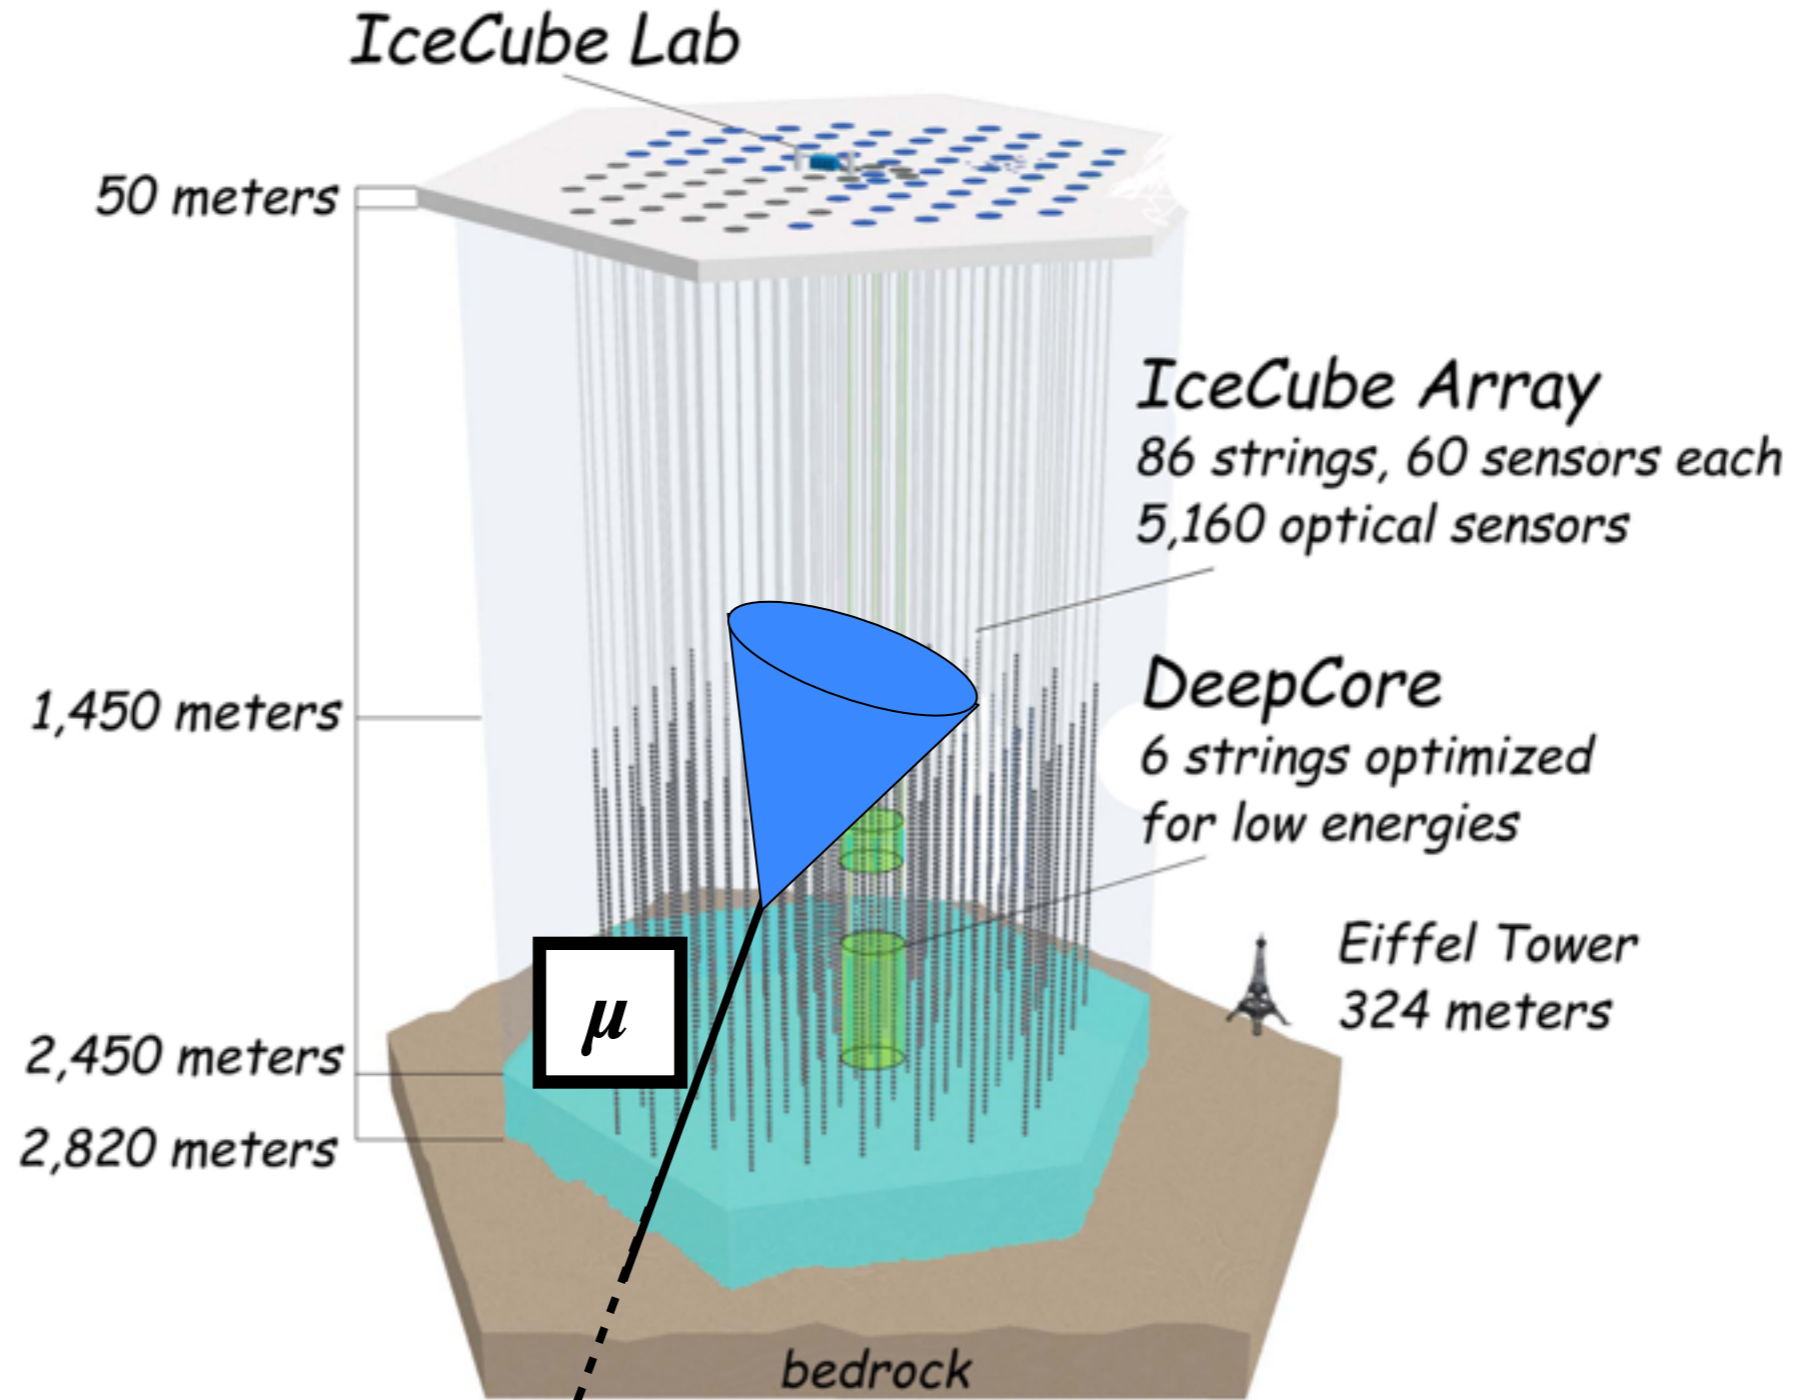 IceCube Lab
50 meters
IceCube Array
86 strings, 60 sensors each
5,160 optical sensors
1,450 meters
DeepCore
6 strings optimized
for low energies
Eiffel Tower
324 meters
μ
2,450 meters
2,820 meters
bedrock